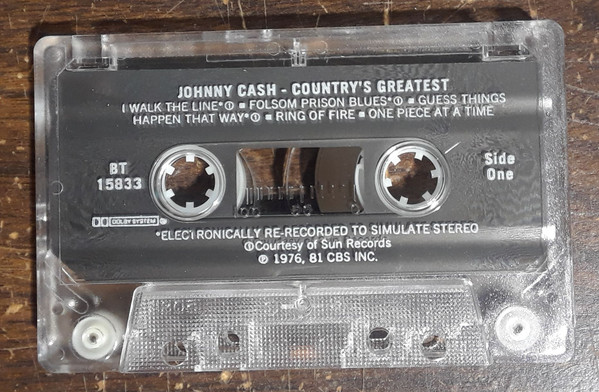 JOHNNY CASH - COUNTRY'S GREATEST
I WALK THE LINE*① ■ FOLSOM PRISON BLUES*① ■ GUESS THINGS
HAPPEN THAT WAY*① ■ RING OF FIRE ■ ONE PIECE AT A TIME
BT
15833
Side
One
DOLBY SYSTEM
*ELECTRONICALLY RE-RECORDED TO SIMULATE STEREO
①Courtesy of Sun Records
℗ 1976, 81 CBS INC.